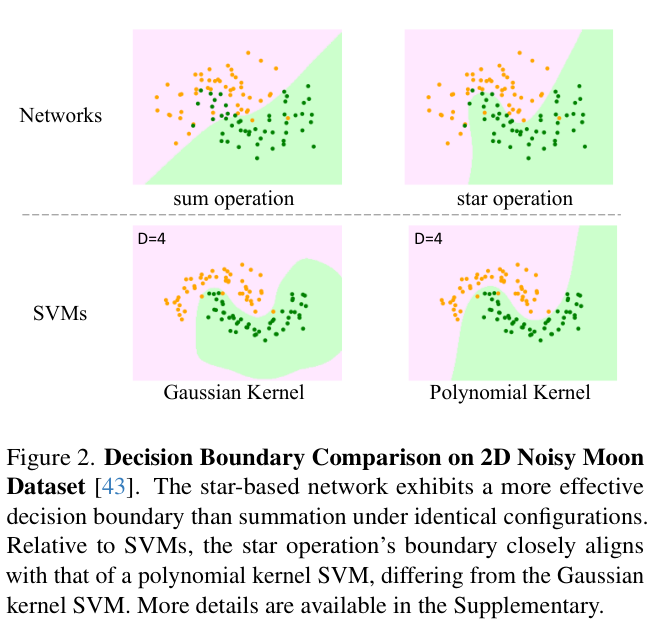 Networks
sum operation
star operation
SVMs
D=4
D=4
Gaussian Kernel
Polynomial Kernel
Figure 2. Decision Boundary Comparison on 2D Noisy Moon
Dataset [43]. The star-based network exhibits a more effective
decision boundary than summation under identical configurations.
Relative to SVMs, the star operation's boundary closely aligns
with that of a polynomial kernel SVM, differing from the Gaussian
kernel SVM. More details are available in the Supplementary.